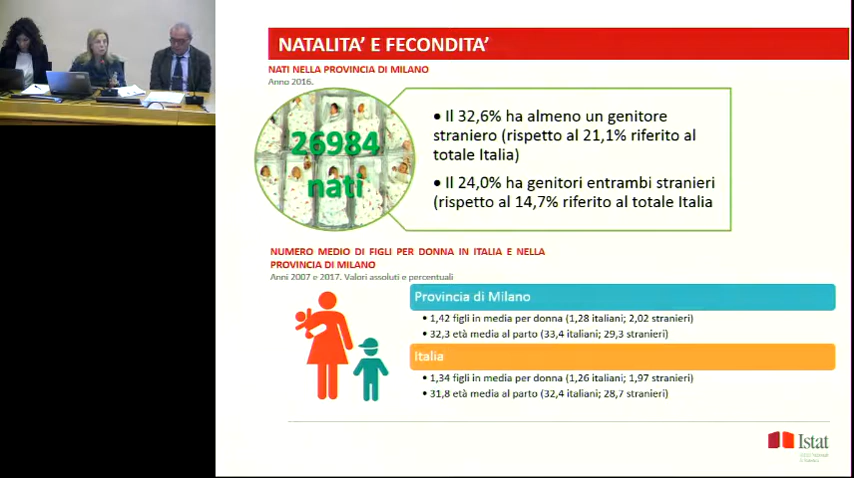 NATALITA' E FECONDITA'
NATI NELLA PROVINCIA DI MILANO
Anno 2016.
26984
nati
• Il 32,6% ha almeno un genitore
straniero (rispetto al 21,1% riferito al
totale Italia)
• Il 24,0% ha genitori entrambi stranieri
(rispetto al 14,7% riferito al totale Italia
NUMERO MEDIO DI FIGLI PER DONNA IN ITALIA E NELLA
PROVINCIA DI MILANO
Anni 2007 e 2017. Valori assoluti e percentuali
Provincia di Milano
• 1,42 figli in media per donna (1,28 italiani; 2,02 stranieri)
• 32,3 età media al parto (33,4 italiani; 29,3 stranieri)
Italia
• 1,34 figli in media per donna (1,26 italiani; 1,97 stranieri)
• 31,8 età media al parto (32,4 italiani; 28,7 stranieri)
Istat